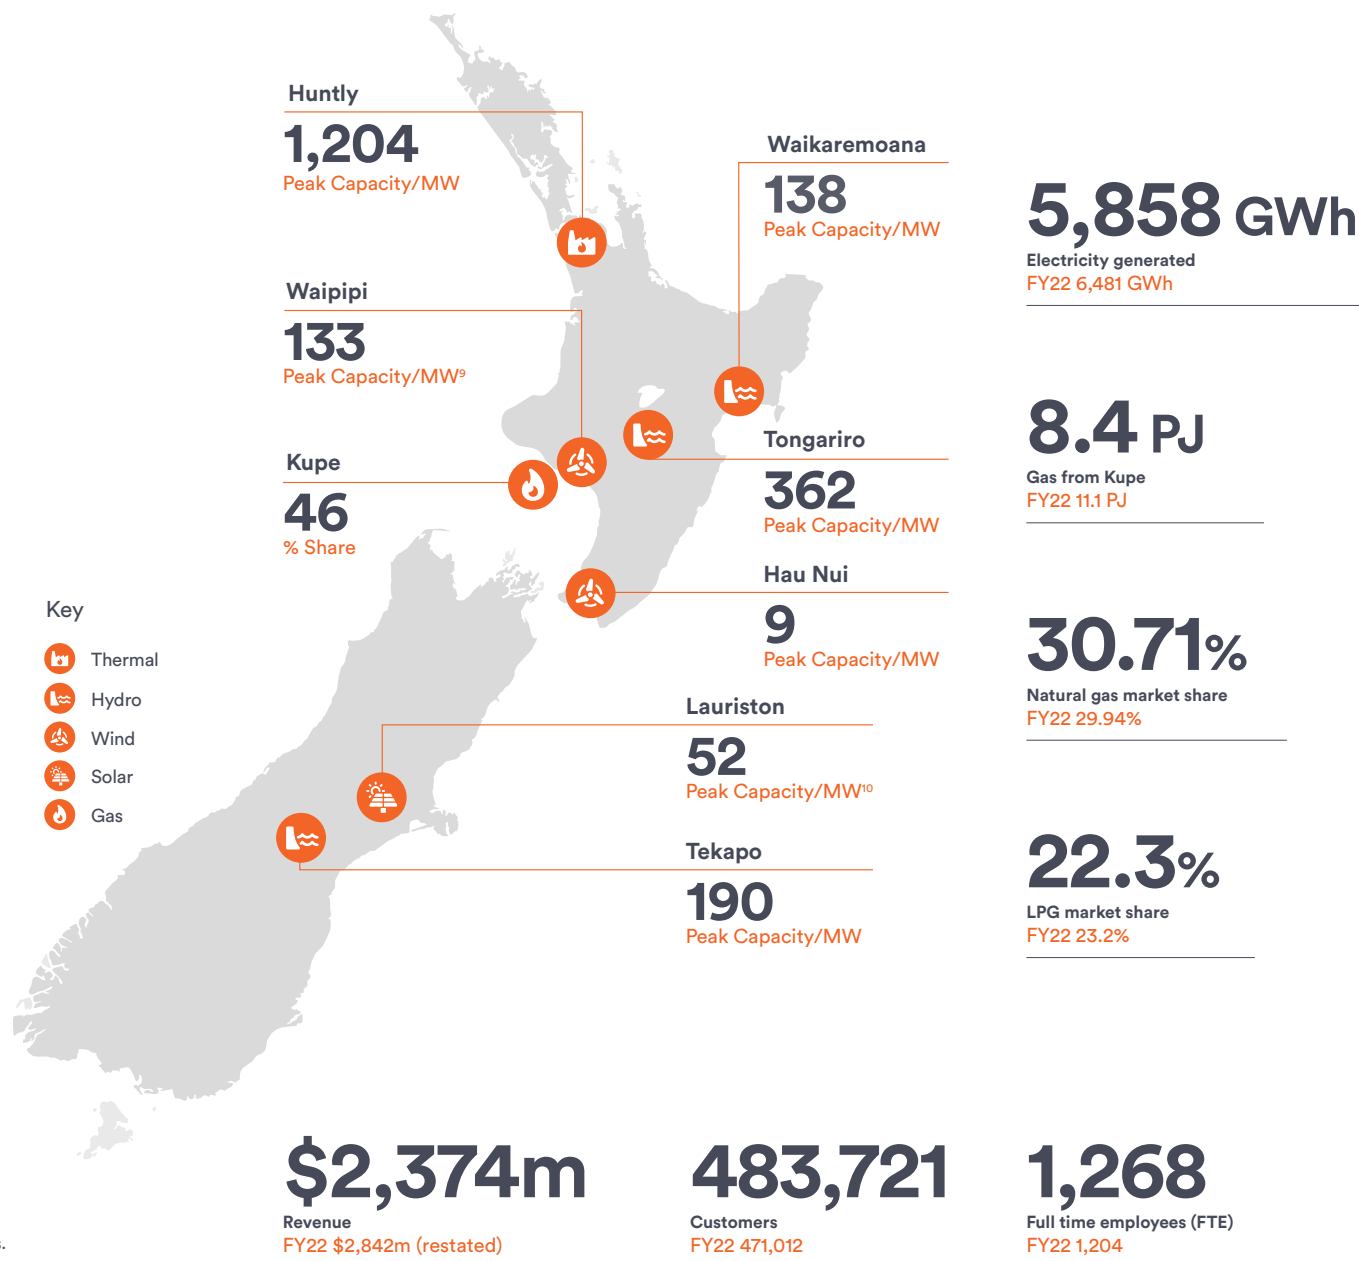 Huntly
1,204
Peak Capacity/MW
Waipipi
133
Peak Capacity/MW⁹
Kupe
46
% Share
Key
Thermal
Hydro
Wind
Solar
Gas
Waikaremoana
138
Peak Capacity/MW
Tongariro
362
Peak Capacity/MW
Hau Nui
9
Peak Capacity/MW
Lauriston
52
Peak Capacity/MW¹⁰
Tekapo
190
Peak Capacity/MW
5,858 GWh
Electricity generated
FY22 6,481 GWh
8.4 PJ
Gas from Kupe
FY22 11.1 PJ
30.71%
Natural gas market share
FY22 29.94%
22.3%
LPG market share
FY22 23.2%
$2,374m
Revenue
FY22 $2,842m (restated)
483,721
Customers
FY22 471,012
1,268
Full time employees (FTE)
FY22 1,204